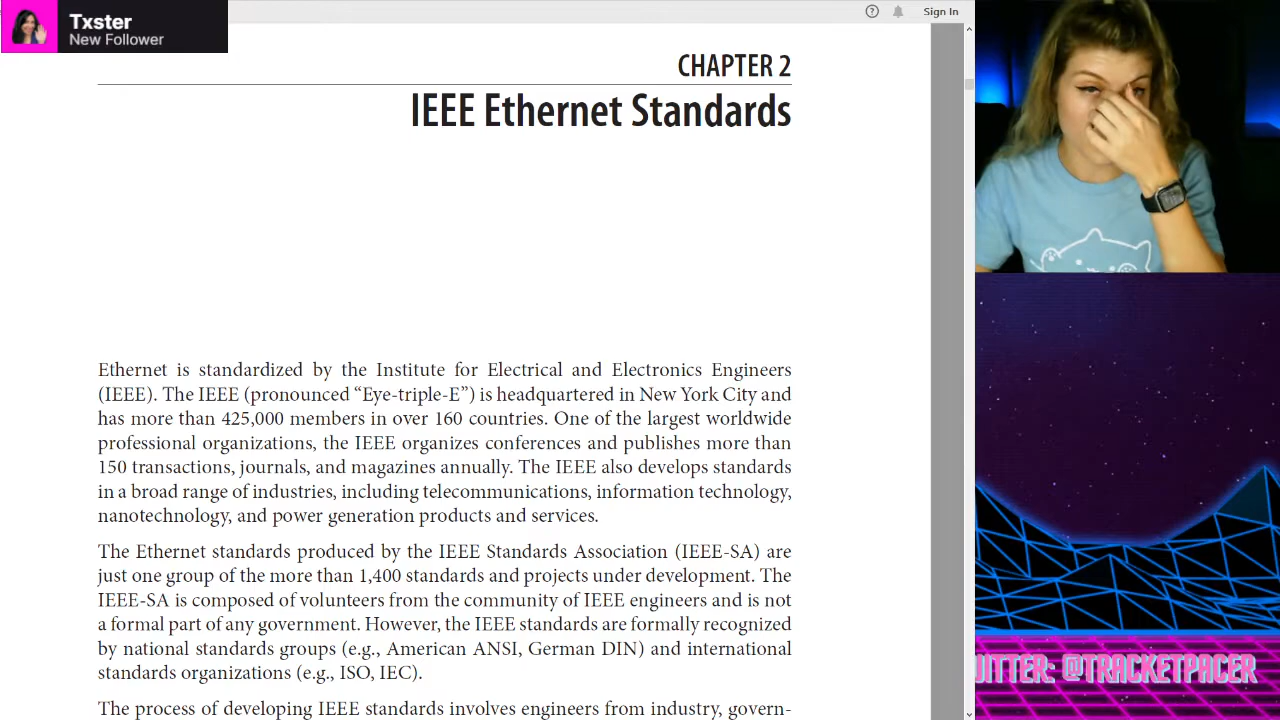 Txster
New Follower
Sign In
CHAPTER 2
IEEE Ethernet Standards
Ethernet is standardized by the Institute for Electrical and Electronics Engineers
(IEEE). The IEEE (pronounced “Eye-triple-E”) is headquartered in New York City and
has more than 425,000 members in over 160 countries. One of the largest worldwide
professional organizations, the IEEE organizes conferences and publishes more than
150 transactions, journals, and magazines annually. The IEEE also develops standards
in a broad range of industries, including telecommunications, information technology,
nanotechnology, and power generation products and services.
The Ethernet standards produced by the IEEE Standards Association (IEEE-SA) are
just one group of the more than 1,400 standards and projects under development. The
IEEE-SA is composed of volunteers from the community of IEEE engineers and is not
a formal part of any government. However, the IEEE standards are formally recognized
by national standards groups (e.g., American ANSI, German DIN) and international
standards organizations (e.g., ISO, IEC).
The process of developing IEEE standards involves engineers from industry, govern-
WITTER: @TRACKETPACER